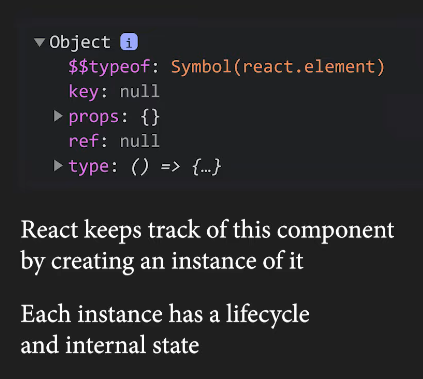 Object i
$$typeof: Symbol(react.element)
key: null
props: {}
ref: null
type: () => {…}
React keeps track of this component
by creating an instance of it
Each instance has a lifecycle
and internal state